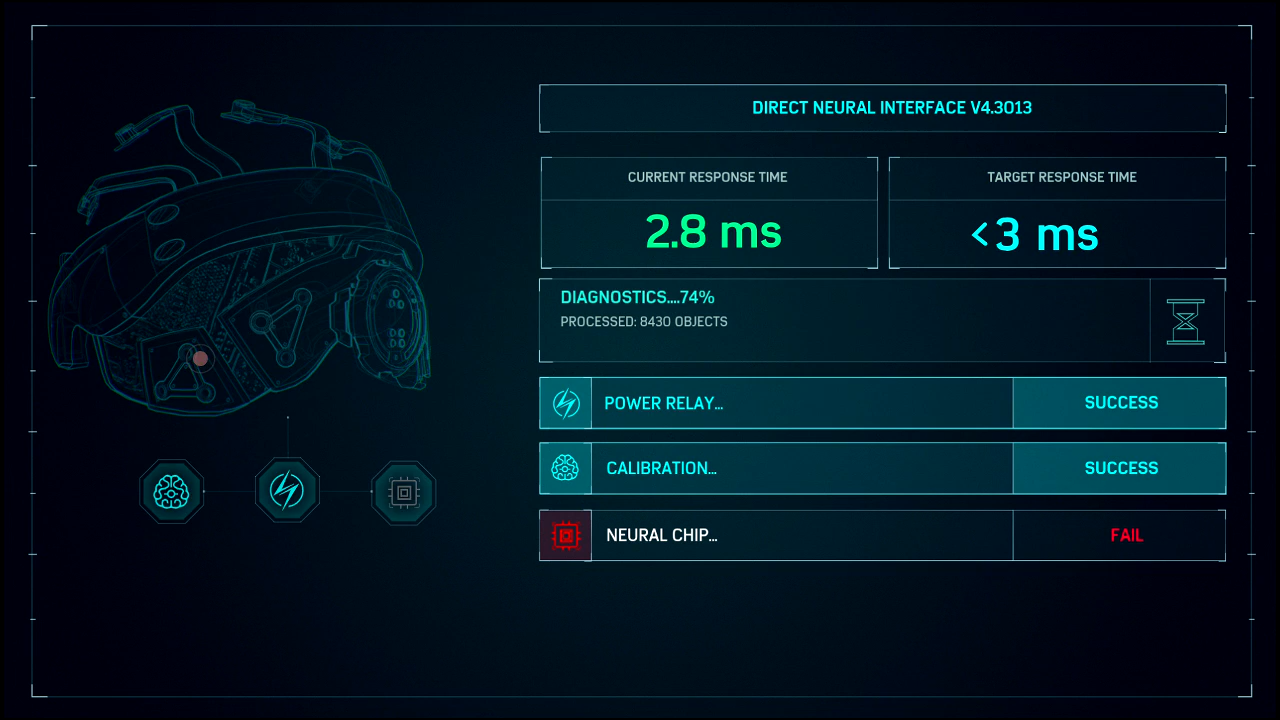 DIRECT NEURAL INTERFACE V4.3013
CURRENT RESPONSE TIME
2.8 ms
TARGET RESPONSE TIME
<3 ms
DIAGNOSTICS....74%
PROCESSED: 8430 OBJECTS
POWER RELAY...
SUCCESS
CALIBRATION...
SUCCESS
NEURAL CHIP...
FAIL